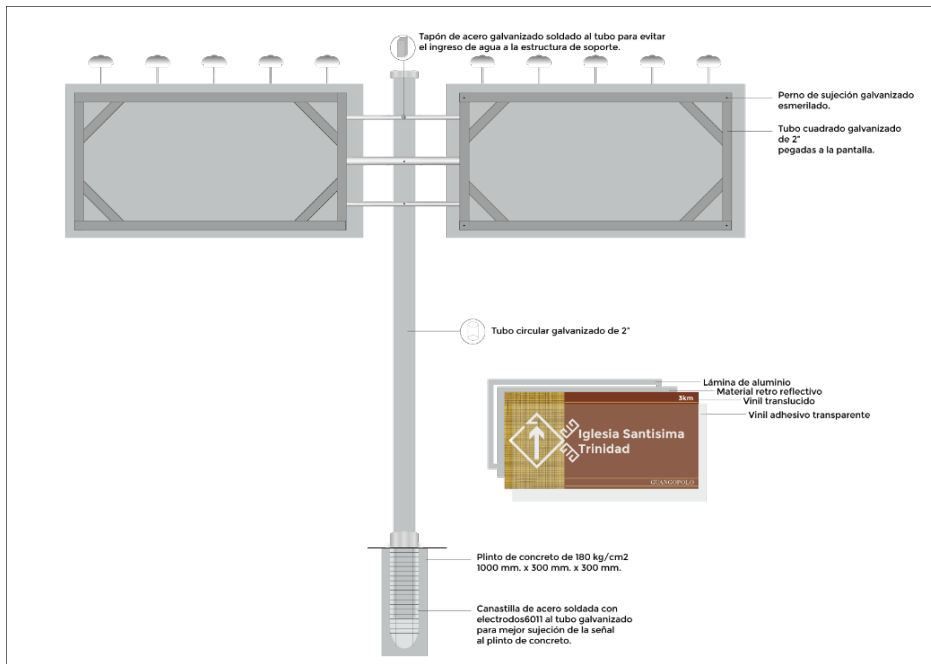 Tapón de acero galvanizado soldado al tubo para evitar
el ingreso de agua a la estructura de soporte.
Perno de sujeción galvanizado
esmerilado.
Tubo cuadrado galvanizado
de 2"
pegadas a la pantalla.
Tubo circular galvanizado de 2"
Lámina de aluminio
Material retro reflectivo
Vinil translucido
Vinil adhesivo transparente
3km
Iglesia Santisima
Trinidad
GUANGOPOLO
Plinto de concreto de 180 kg/cm2
1000 mm. x 300 mm. x 300 mm.
Canastilla de acero soldada con
electrodos6011 al tubo galvanizado
para mejor sujeción de la señal
al plinto de concreto.